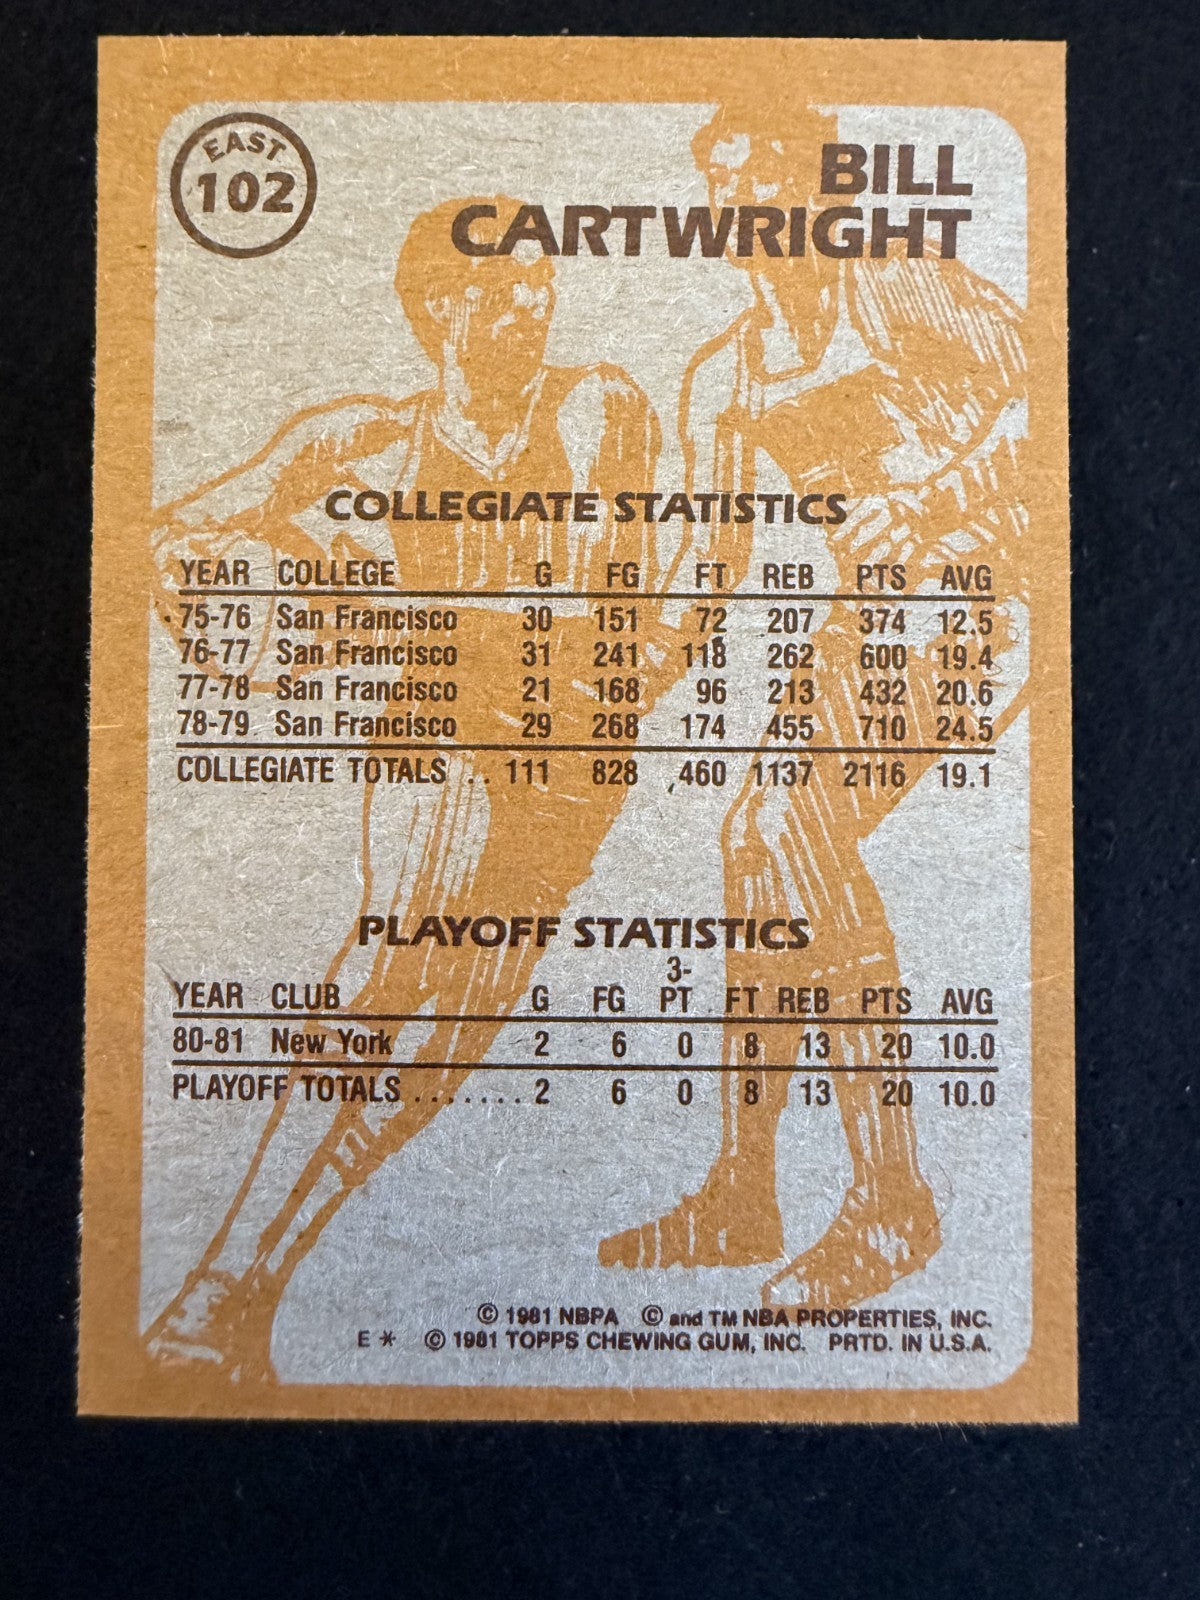 EAST
102
BILL
CARTWRIGHT
COLLEGIATE STATISTICS
YEAR COLLEGE G FG FT REB PTS AVG
75-76 San Francisco 30 151 72 207 374 12.5
76-77 San Francisco 31 241 118 262 600 19.4
77-78 San Francisco 21 168 96 213 432 20.6
78-79 San Francisco 29 268 174 455 710 24.5
COLLEGIATE TOTALS .. 111 828 460 1137 2116 19.1
PLAYOFF STATISTICS
3-
YEAR CLUB G FG PT FT REB PTS AVG
80-81 New York 2 6 0 8 13 20 10.0
PLAYOFF TOTALS ....... 2 6 0 8 13 20 10.0
© 1981 NBPA © and TM NBA PROPERTIES, INC.
E * © 1981 TOPPS CHEWING GUM, INC. PRTD. IN U.S.A.